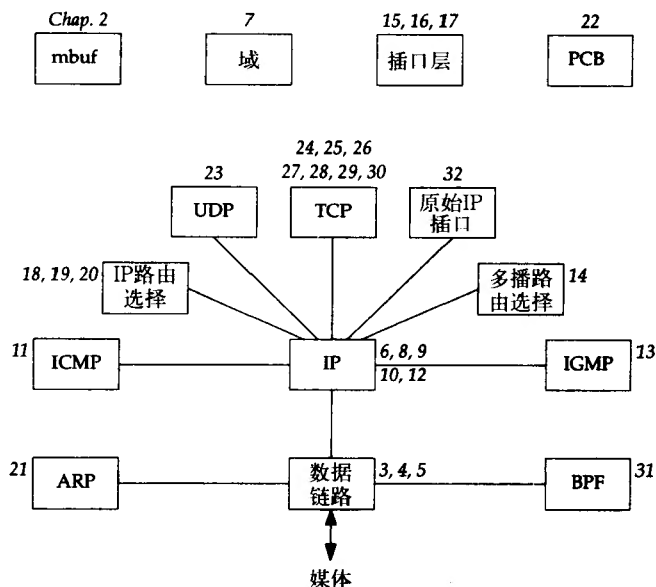 Chap. 2
7
15, 16, 17
22
mbuf
域
插口层
PCB
24, 25, 26
23
27, 28, 29, 30
32
UDP
TCP
原始IP
插口
18, 19, 20
IP路由
选择
多播路
由选择
14
11
ICMP
IP
6, 8, 9
10, 12
IGMP
13
21
ARP
数据
链路
3, 4, 5
BPF
31
媒体